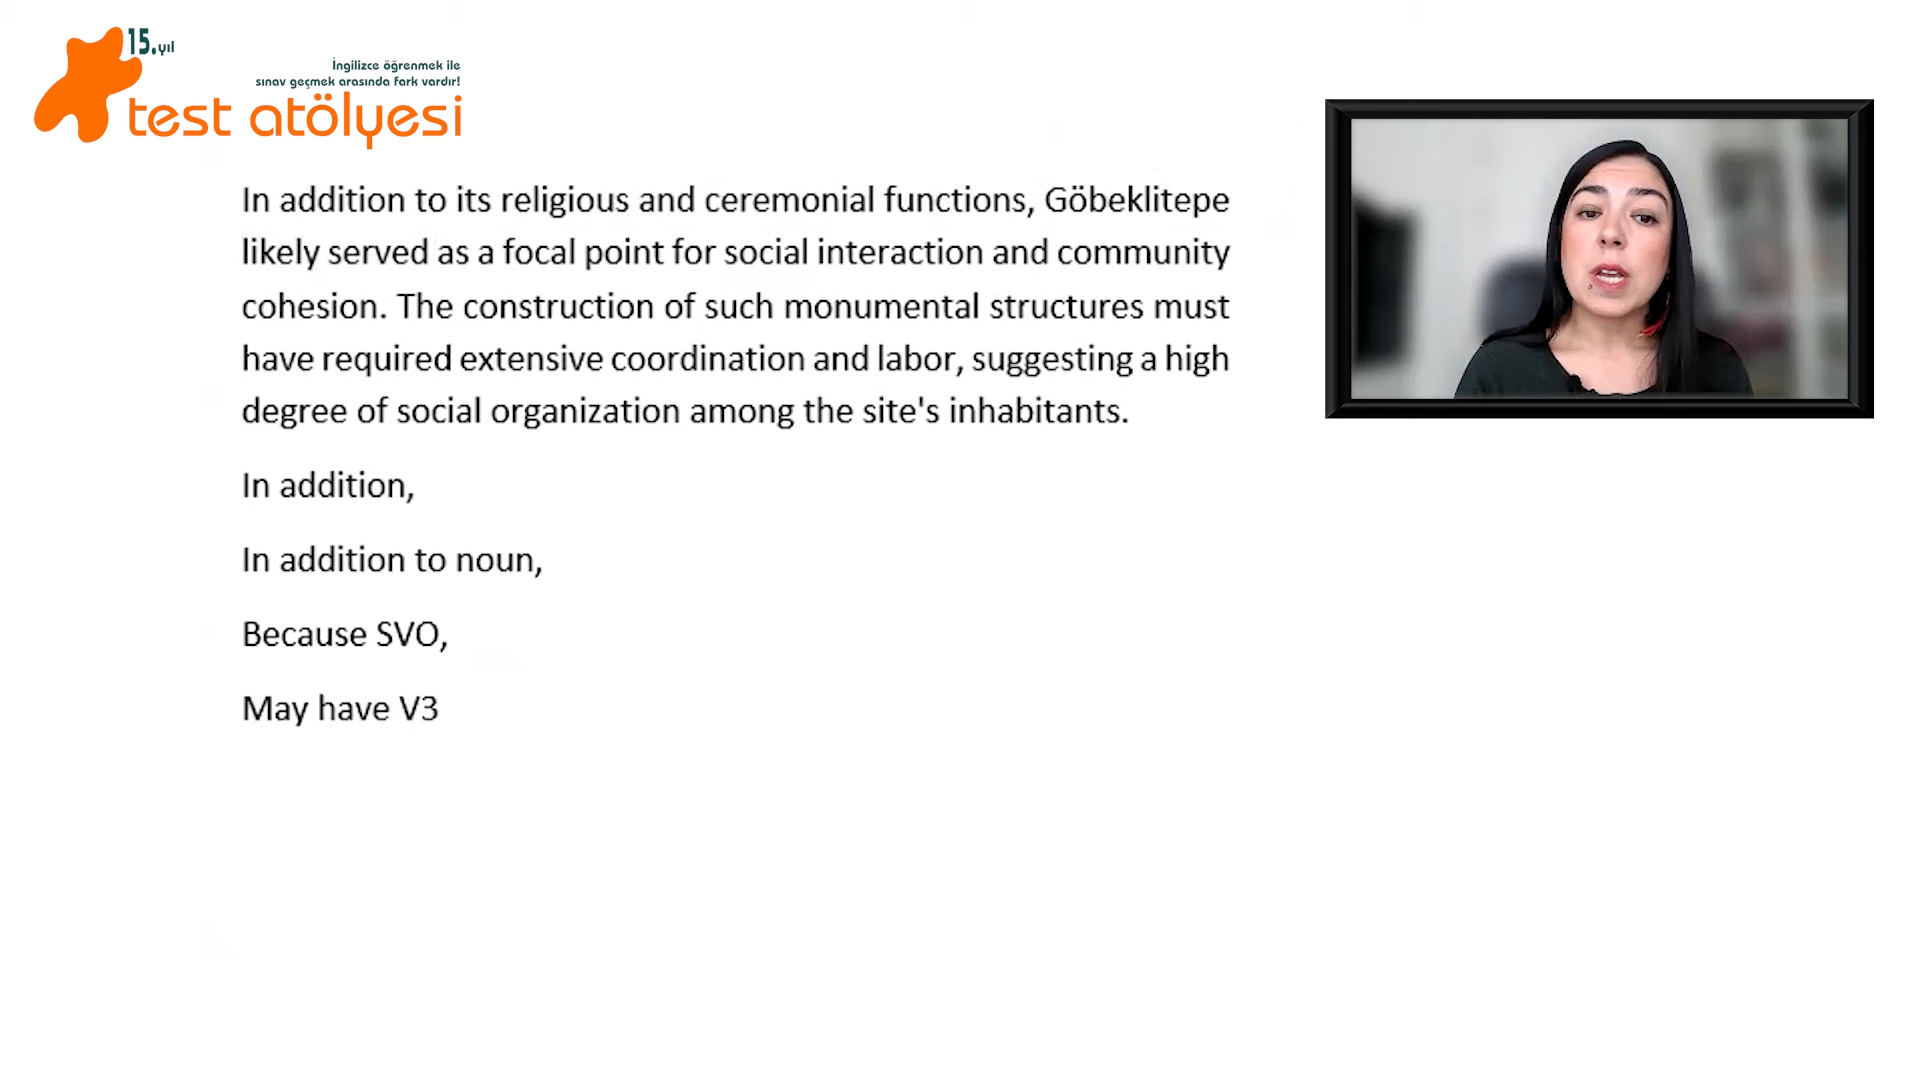 15.yıl
İngilizce öğrenmek ile
sınav geçmek arasında fark vardır!
test atölyesi
In addition to its religious and ceremonial functions, Göbeklitepe
likely served as a focal point for social interaction and community
cohesion. The construction of such monumental structures must
have required extensive coordination and labor, suggesting a high
degree of social organization among the site's inhabitants.
In addition,
In addition to noun,
Because SVO,
May have V3